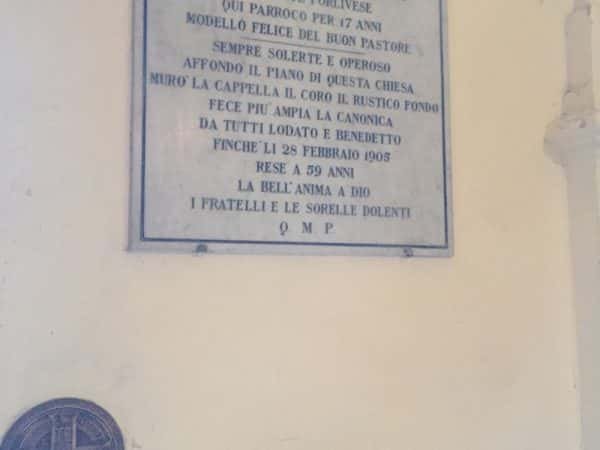 FORLIVESE
QUI PARROCO PER 17 ANNI
MODELLO FELICE DEL BUON PASTORE
SEMPRE SOLERTE E OPEROSO
AFFONDO IL PIANO DI QUESTA CHIESA
MURO' LA CAPPELLA IL CORO IL RUSTICO FONDO
FECE PIU' AMPIA LA CANONICA
DA TUTTI LODATO E BENEDETTO
FINCHE' LI 28 FEBBRAIO 1905
RESE A 59 ANNI
LA BELL'ANIMA A DIO
I FRATELLI E LE SORELLE DOLENTI
Q. M. P.